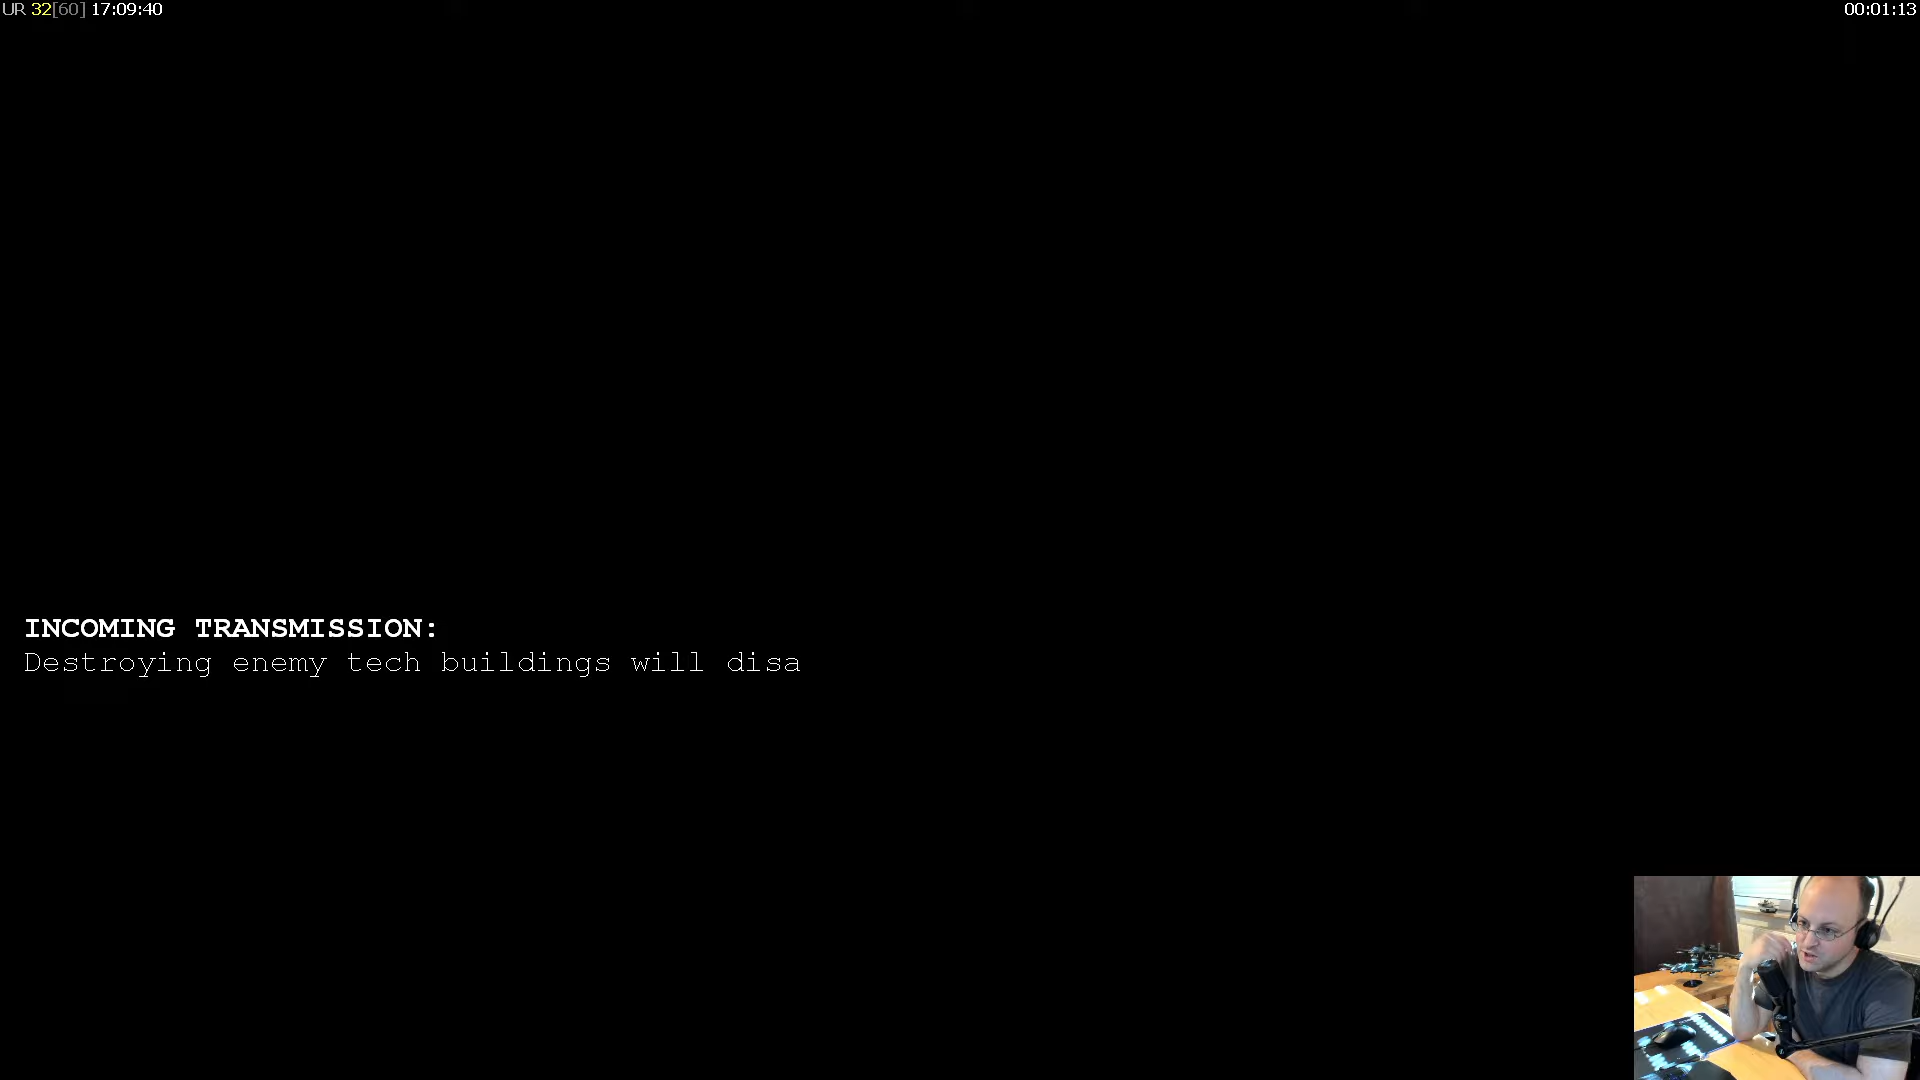 UR 32[60] 17:09:40
00:01:13
INCOMING TRANSMISSION:
Destroying enemy tech buildings will disa